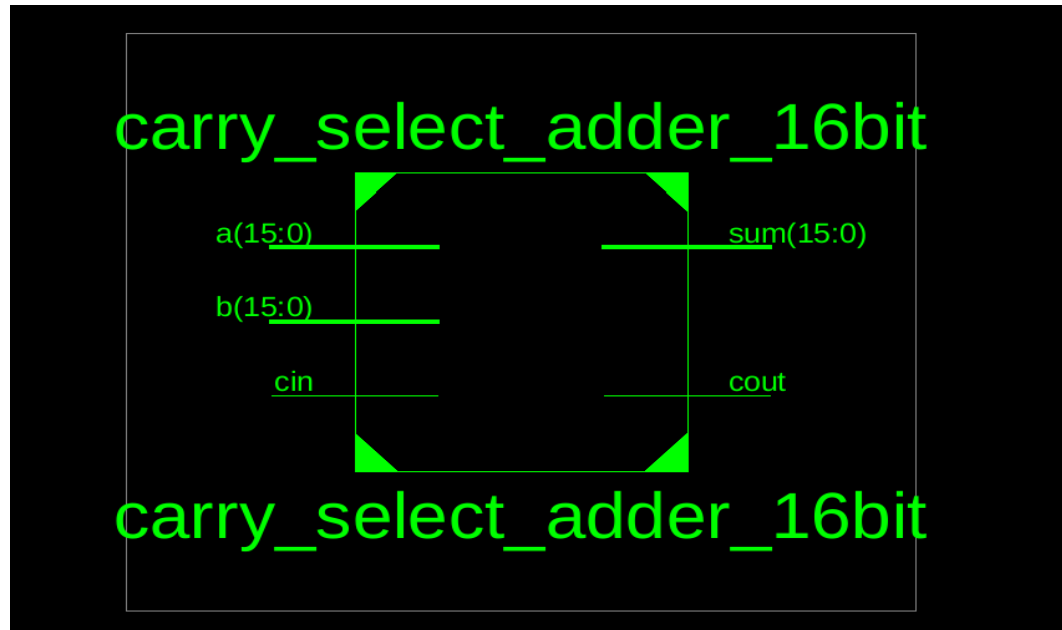 carry_select_adder_16bit
a(15:0)
sum(15:0)
b(15:0)
cin
cout
carry_select_adder_16bit